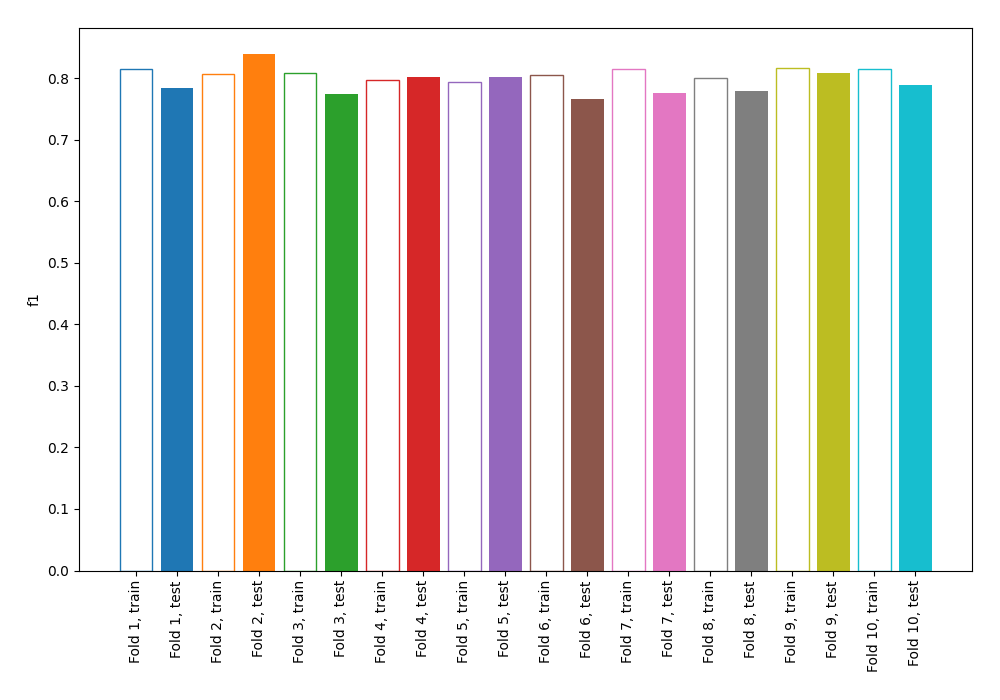 f1
0.8
0.7
0.6
0.5
0.4
0.3
0.2
0.1
0.0
Fold 1, train
Fold 1, test
Fold 2, train
Fold 2, test
Fold 3, train
Fold 3, test
Fold 4, train
Fold 4, test
Fold 5, train
Fold 5, test
Fold 6, train
Fold 6, test
Fold 7, train
Fold 7, test
Fold 8, train
Fold 8, test
Fold 9, train
Fold 9, test
Fold 10, train
Fold 10, test